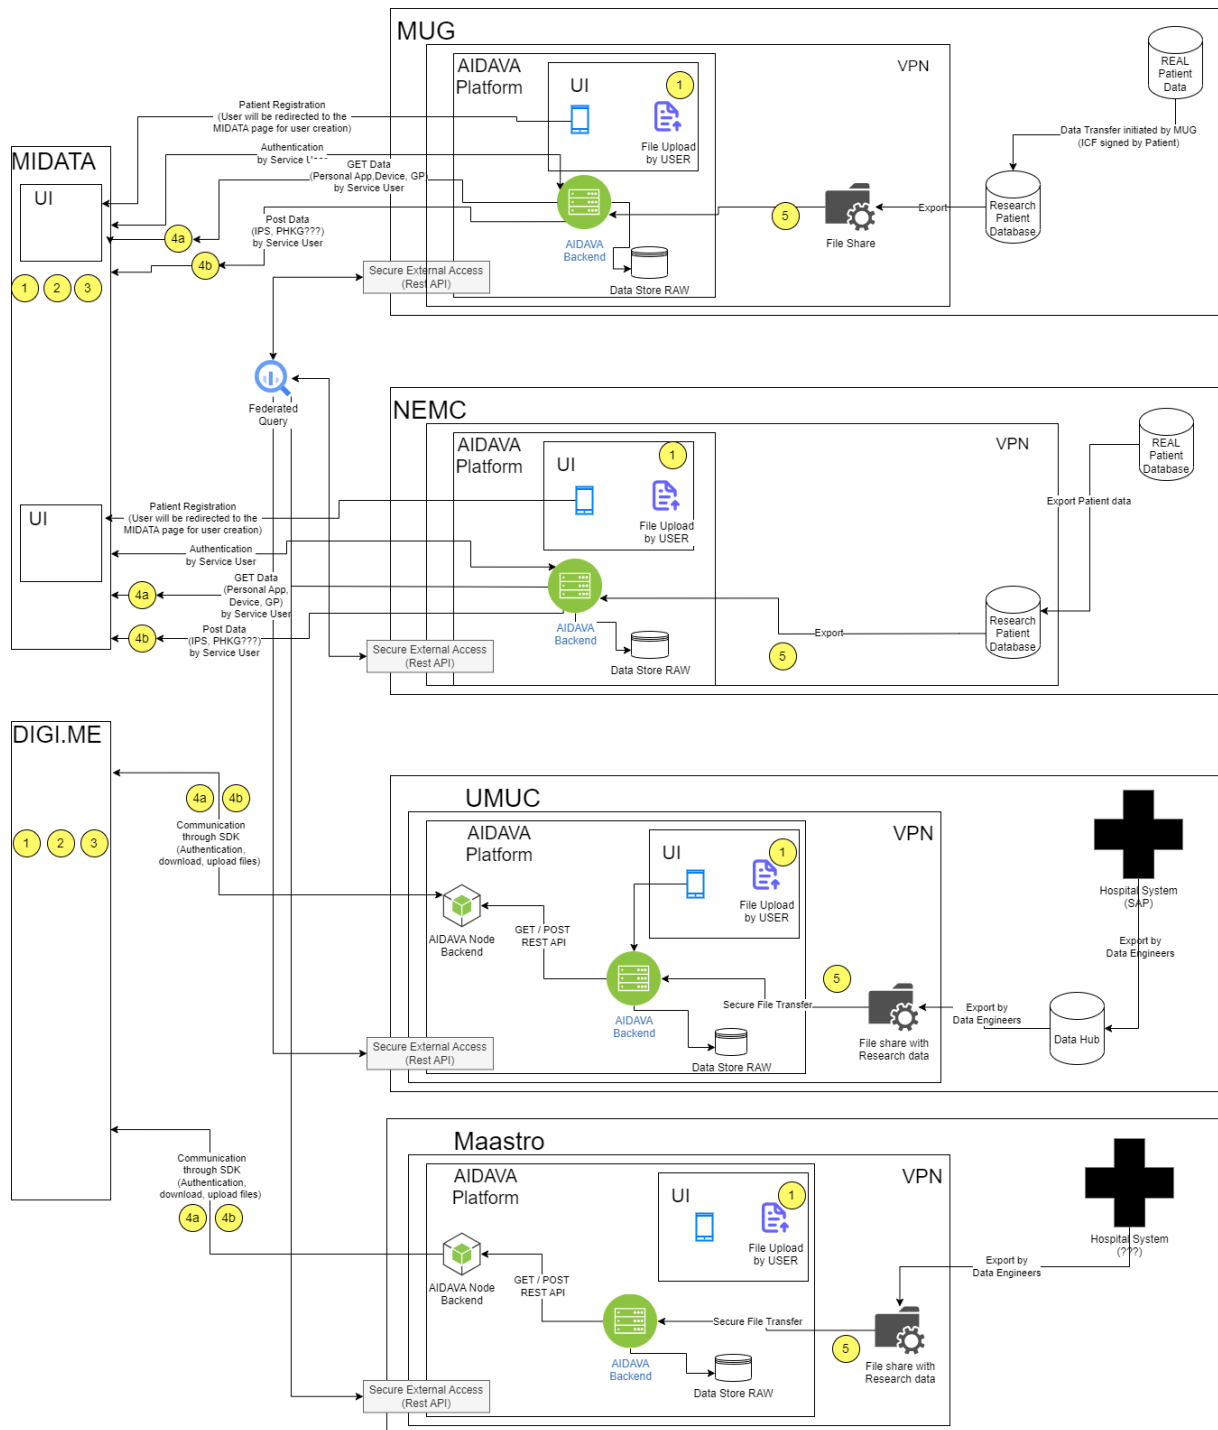 MUG
AIDAVA
Platform
UI
1
File Upload
by USER
VPN
REAL
Patient
Data
Data Transfer initiated by MUG
(ICF signed by Patient)
Research
Patient
Database
Export
File Share
5
AIDAVA
Backend
Data Store RAW
Secure External Access
(Rest API)
Patient Registration
(User will be redirected to the
MIDATA page for user creation)
Authentication
by Service U
GET Data
(Personal App,Device, GP)
by Service User
Post Data
(IPS, PHKG???)
by Service User
4a
4b
MIDATA
UI
1
2
3
Federated
Query
NEMC
AIDAVA
Platform
UI
1
File Upload
by USER
VPN
REAL
Patient
Database
Export Patient data
Research
Patient
Database
Export
5
AIDAVA
Backend
Data Store RAW
Secure External Access
(Rest API)
UI
Patient Registration
(User will be redirected to the
MIDATA page for user creation)
Authentication
by Service User
GET Data
(Personal App,
Device, GP)
by Service User
4a
Post Data
(IPS, PHKG???)
by Service User
4b
DIGI.ME
1
2
3
4a
4b
Communication
through SDK
(Authentication,
download, upload files)
UMUC
AIDAVA
Platform
UI
1
File Upload
by USER
VPN
Hospital System
(SAP)
Export by
Data Engineers
Data Hub
Export by
Data Engineers
File share with
Research data
5
Secure File Transfer
GET / POST
REST API
AIDAVA Node
Backend
AIDAVA
Backend
Data Store RAW
Secure External Access
(Rest API)
Communication
through SDK
(Authentication,
download, upload files)
4a
4b
Maastro
AIDAVA
Platform
UI
1
File Upload
by USER
VPN
Hospital System
(???)
Export by
Data Engineers
File share with
Research data
5
Secure File Transfer
GET / POST
REST API
AIDAVA Node
Backend
AIDAVA
Backend
Data Store RAW
Secure External Access
(Rest API)